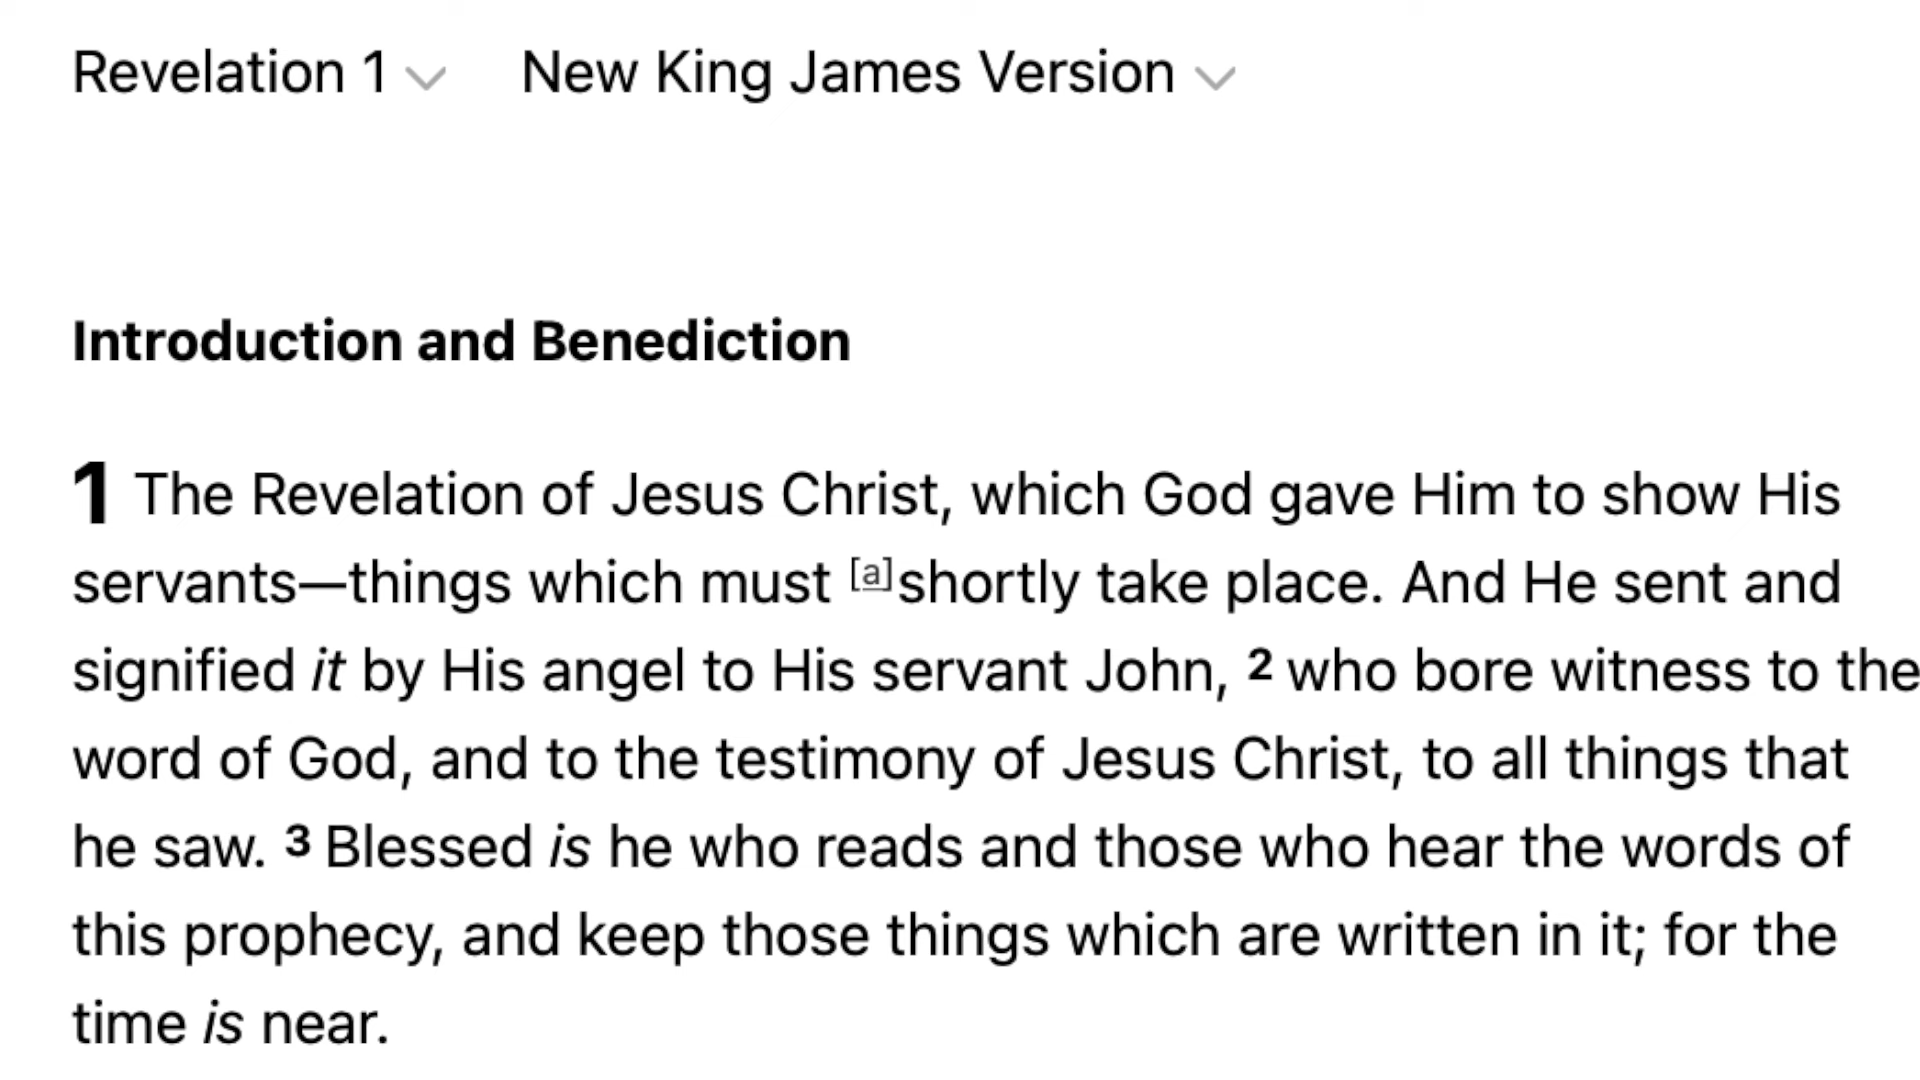 Revelation 1 New King James Version
Introduction and Benediction
1 The Revelation of Jesus Christ, which God gave Him to show His
servants—things which must [a]shortly take place. And He sent and
signified it by His angel to His servant John, 2 who bore witness to the
word of God, and to the testimony of Jesus Christ, to all things that
he saw. 3 Blessed is he who reads and those who hear the words of
this prophecy, and keep those things which are written in it; for the
time is near.